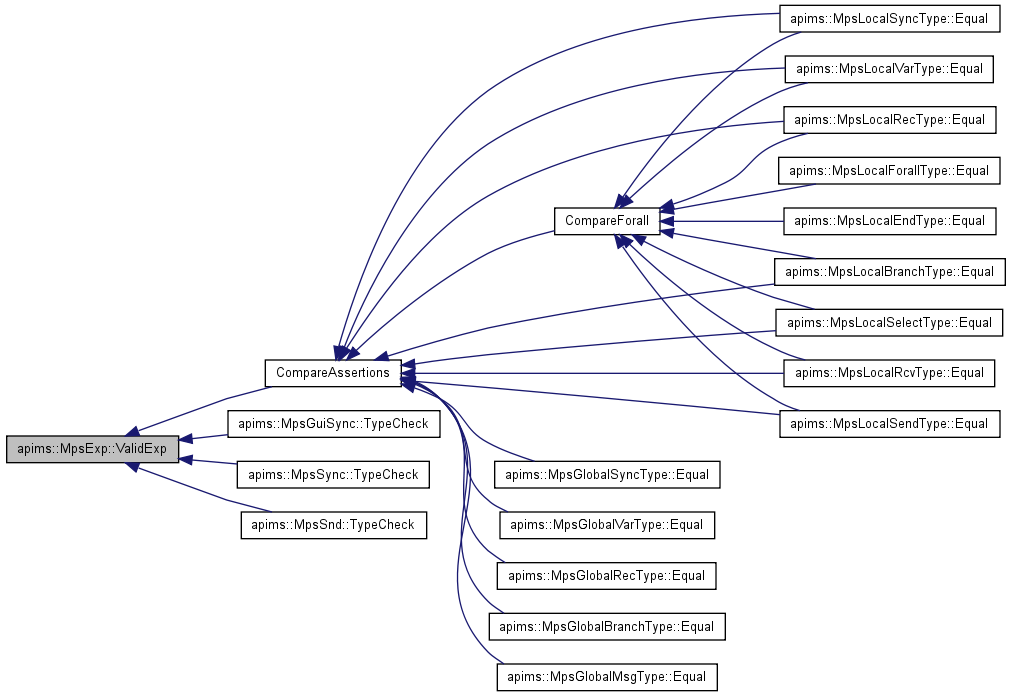 apims::MpsLocalSyncType::Equal
apims::MpsLocalVarType::Equal
apims::MpsLocalRecType::Equal
apims::MpsLocalForallType::Equal
CompareForall
apims::MpsLocalEndType::Equal
apims::MpsLocalBranchType::Equal
apims::MpsLocalSelectType::Equal
CompareAssertions
apims::MpsLocalRcvType::Equal
apims::MpsGuiSync::TypeCheck
apims::MpsLocalSendType::Equal
apims::MpsExp::ValidExp
apims::MpsSync::TypeCheck
apims::MpsGlobalSyncType::Equal
apims::MpsSnd::TypeCheck
apims::MpsGlobalVarType::Equal
apims::MpsGlobalRecType::Equal
apims::MpsGlobalBranchType::Equal
apims::MpsGlobalMsgType::Equal